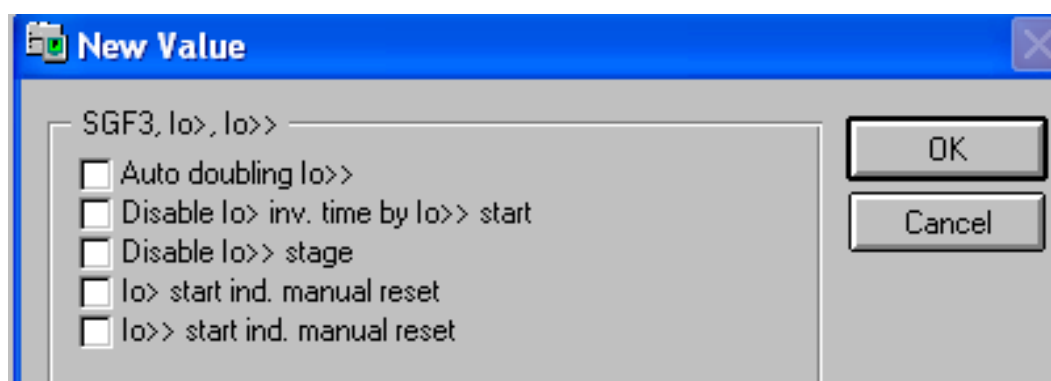 New Value
SGF3, Io>, Io>>
Auto doubling Io>>
Disable Io> inv. time by Io>> start
Disable Io>> stage
Io> start ind. manual reset
Io>> start ind. manual reset
OK
Cancel